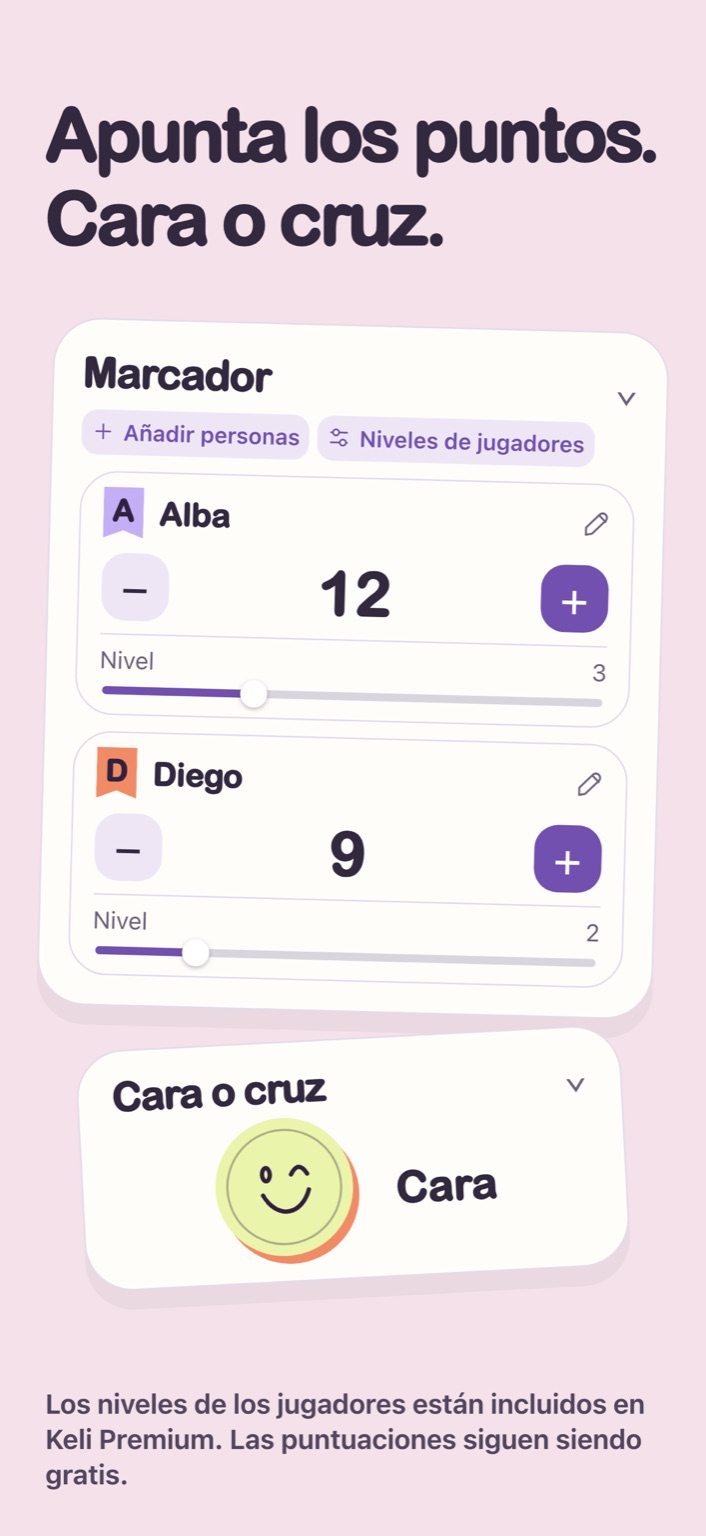 Apunta los puntos.
Cara o cruz.
Marcador
+ Añadir personas
Niveles de jugadores
A Alba
− 12 +
Nivel 3
D Diego
− 9 +
Nivel 2
Cara o cruz
Cara
Los niveles de los jugadores están incluidos en
Keli Premium. Las puntuaciones siguen siendo
gratis.